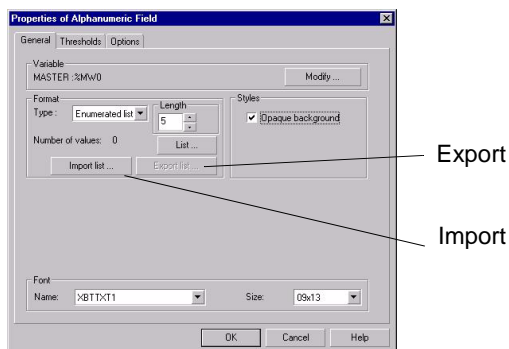 Properties of Alphanumeric Field
General Thresholds Options
Variable
MASTER :%MW0 Modify ...
Format Length Styles
Type : Enumerated list 5 Opaque background
Number of values: 0 List ...
Import list ... Export list ...
Export
Import
Font
Name: XBTTXT1 Size: 09x13
OK Cancel Help